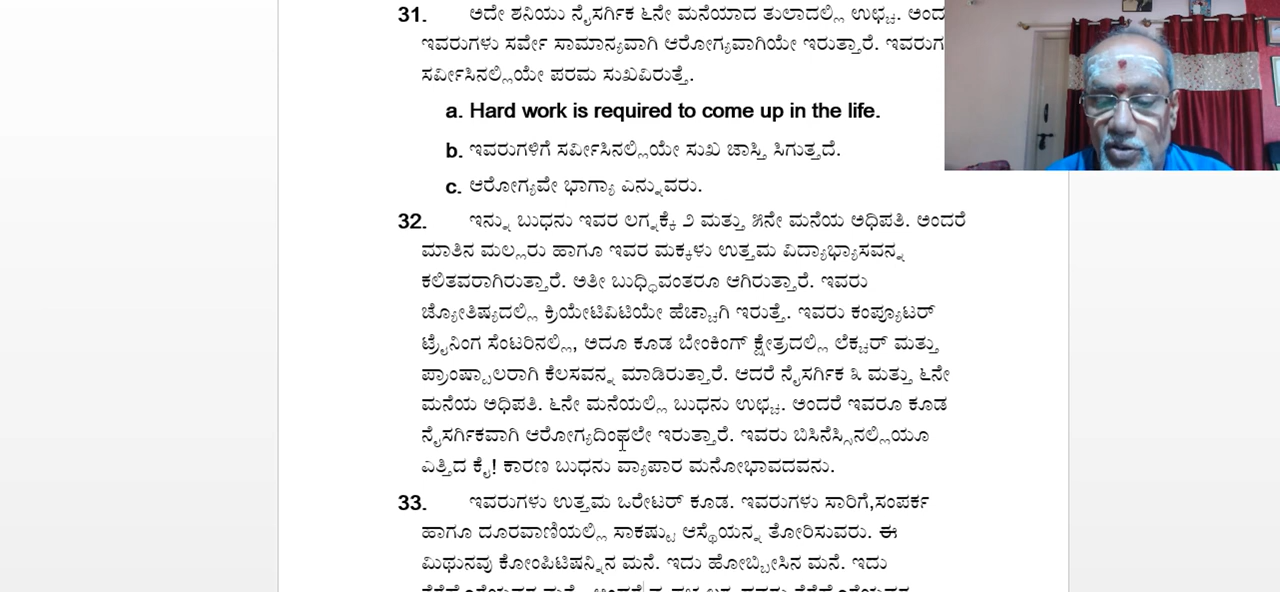 31. ಅದೇ ಶನಿಯು ನೈಸರ್ಗಿಕ ೬ನೇ ಮನೆಯಾದ ತುಲಾದಲ್ಲಿ ಉಛ್ಚ. ಅಂದ
ಇವರುಗಳು ಸರ್ವೇ ಸಾಮಾನ್ಯವಾಗಿ ಆರೋಗ್ಯವಾಗಿಯೇ ಇರುತ್ತಾರೆ. ಇವರುಗ
ಸರ್ವೀಸಿನಲ್ಲಿಯೇ ಪರಮ ಸುಖವಿರುತ್ತೆ.
a. Hard work is required to come up in the life.
b. ಇವರುಗಳಿಗೆ ಸರ್ವೀಸಿನಲ್ಲಿಯೇ ಸುಖ ಜಾಸ್ತಿ ಸಿಗುತ್ತದೆ.
c. ಆರೋಗ್ಯವೇ ಭಾಗ್ಯಾ ಎನ್ನುವರು.
32. ಇನ್ನು ಬುಧನು ಇವರ ಲಗ್ನಕ್ಕೆ ೨ ಮತ್ತು ೫ನೇ ಮನೆಯ ಅಧಿಪತಿ. ಅಂದರೆ
ಮಾತಿನ ಮಲ್ಲರು ಹಾಗೂ ಇವರ ಮಕ್ಕಳು ಉತ್ತಮ ವಿದ್ಯಾಭ್ಯಾಸವನ್ನ
ಕಲಿತವರಾಗಿರುತ್ತಾರೆ. ಅತೀ ಬುಧ್ಧಿವಂತರೂ ಆಗಿರುತ್ತಾರೆ. ಇವರು
ಜ್ಯೋತಿಷ್ಯದಲ್ಲಿ ಕ್ರಿಯೇಟಿವಿಟಿಯೇ ಹೆಚ್ಚಾಗಿ ಇರುತ್ತೆ. ಇವರು ಕಂಪ್ಯೂಟರ್
ಟ್ರೈನಿಂಗ ಸೆಂಟರಿನಲ್ಲಿ, ಅದೂ ಕೂಡ ಬೇಂಕಿಂಗ್ ಕ್ಷೇತ್ರದಲ್ಲಿ ಲೆಕ್ಚರ್ ಮತ್ತು
ಪ್ರಾಂಷ್ಪಾಲರಾಗಿ ಕೆಲಸವನ್ನ ಮಾಡಿರುತ್ತಾರೆ. ಆದರೆ ನೈಸರ್ಗಿಕ ೩ ಮತ್ತು ೬ನೇ
ಮನೆಯ ಅಧಿಪತಿ. ೬ನೇ ಮನೆಯಲ್ಲಿ ಬುಧನು ಉಛ್ಚ. ಅಂದರೆ ಇವರೂ ಕೂಡ
ನೈಸರ್ಗಿಕವಾಗಿ ಆರೋಗ್ಯದಿಂಥಲೇ ಇರುತ್ತಾರೆ. ಇವರು ಬಿಸಿನೆಸ್ಸಿನಲ್ಲಿಯೂ
ಎತ್ತಿದ ಕೈ! ಕಾರಣ ಬುಧನು ವ್ಯಾಪಾರ ಮನೋಭಾವದವನು.
33. ಇವರುಗಳು ಉತ್ತಮ ಒರೇಟರ್ ಕೂಡ. ಇವರುಗಳು ಸಾರಿಗೆ,ಸಂಪರ್ಕ
ಹಾಗೂ ದೂರವಾಣಿಯಲ್ಲಿ ಸಾಕಷ್ಟು ಆಸ್ಥೆಯನ್ನ ತೋರಿಸುವರು. ಈ
ಮಿಥುನವು ಕೋಂಪಿಟಿಷನ್ನಿನ ಮನೆ. ಇದು ಹೋಬ್ಬೀಸಿನ ಮನೆ. ಇದು